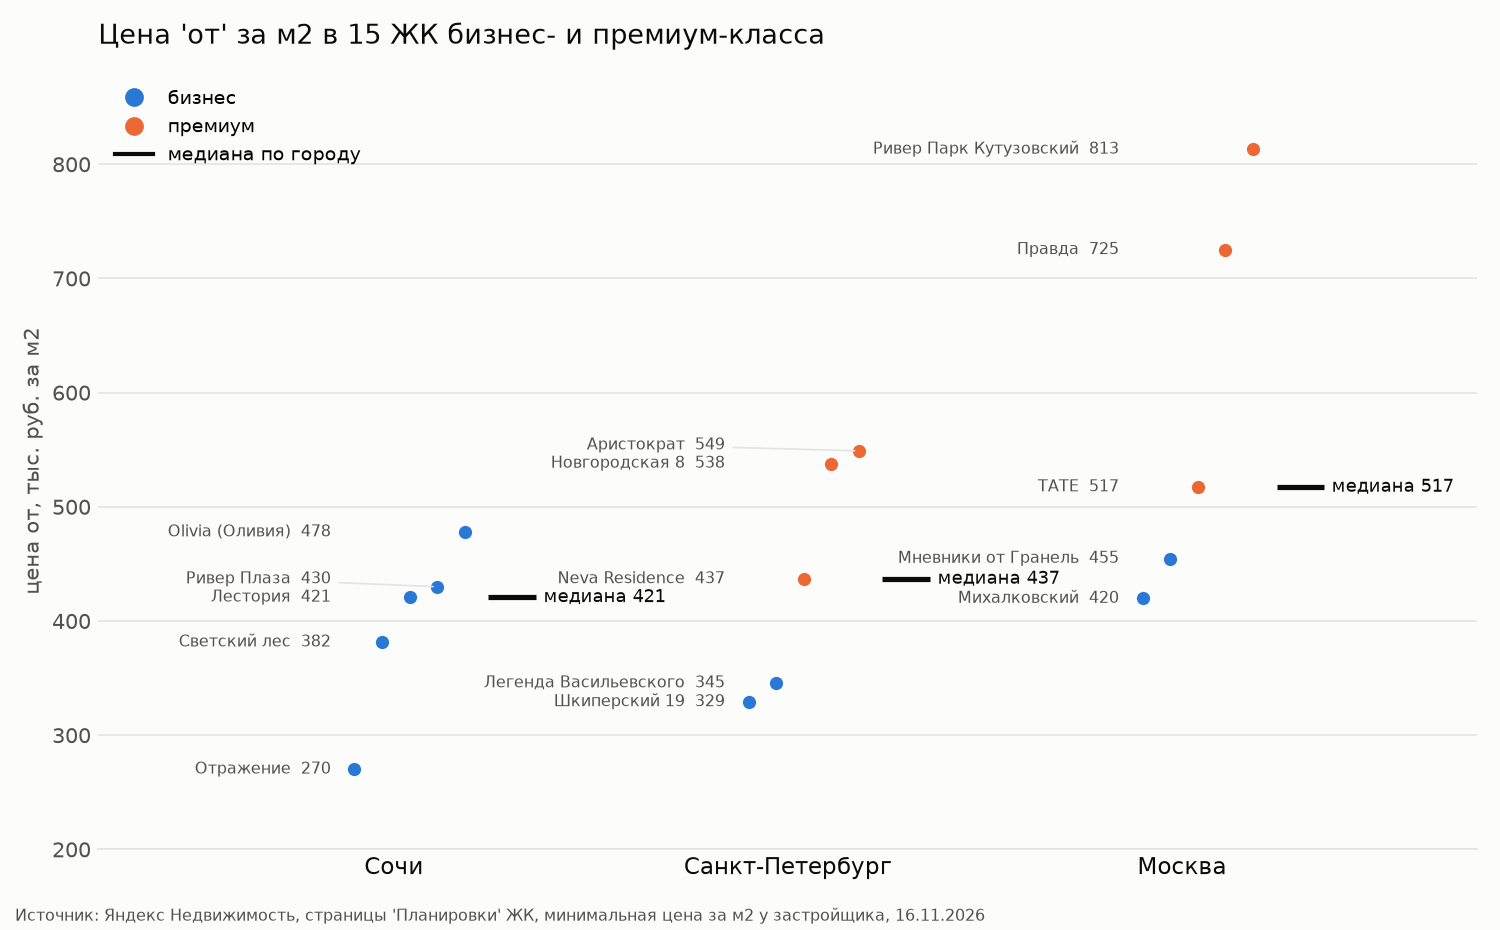 Цена 'от' за м2 в 15 ЖК бизнес- и премиум-класса
бизнес
премиум
медиана по городу
цена от, тыс. руб. за м2
800
700
600
500
400
300
200
Ривер Парк Кутузовский 813
Правда 725
Аристократ 549
Новгородская 8 538
ТАТЕ 517
медиана 517
Olivia (Оливия) 478
Мневники от Гранель 455
Ривер Плаза 430
Neva Residence 437
медиана 437
Лестория 421
медиана 421
Михалковский 420
Светский лес 382
Легенда Васильевского 345
Шкиперский 19 329
Отражение 270
Сочи
Санкт-Петербург
Москва
Источник: Яндекс Недвижимость, страницы 'Планировки' ЖК, минимальная цена за м2 у застройщика, 16.11.2026